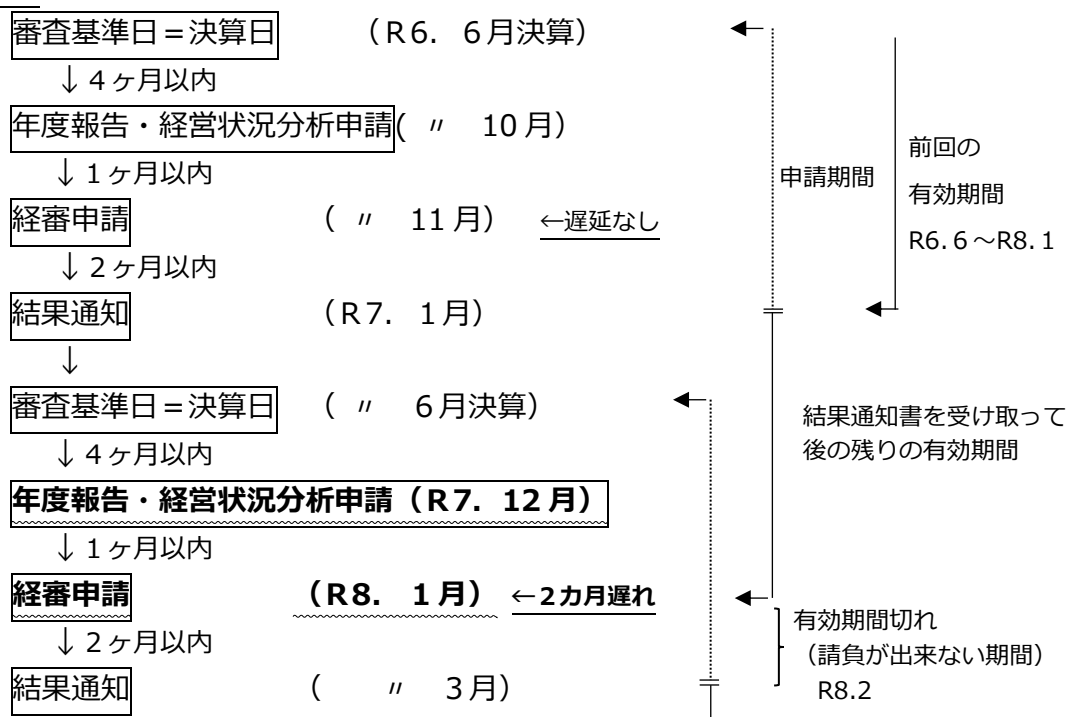 審査基準日＝決算日　（R6. 6月決算）
↓4ヶ月以内
年度報告・経営状況分析申請( 〃 10月）
↓1ヶ月以内
経審申請　( 〃 11月）　←遅延なし
↓2ヶ月以内
結果通知　（R7. 1月）
↓
審査基準日＝決算日　( 〃 6月決算）
↓4ヶ月以内
年度報告・経営状況分析申請（R7. 12月）
↓1ヶ月以内
経審申請　（R8. 1月）　←2カ月遅れ
↓2ヶ月以内
結果通知　( 〃 3月）
申請期間
前回の
有効期間
R6.6～R8.1
結果通知書を受け取って
後の残りの有効期間
有効期間切れ
（請負が出来ない期間）
R8.2